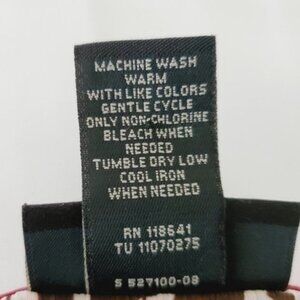 MACHINE WASH
WARM
WITH LIKE COLORS
GENTLE CYCLE
ONLY NON-CHLORINE
BLEACH WHEN
NEEDED
TUMBLE DRY LOW
COOL IRON
WHEN NEEDED
RN 118641
TU 11070275
S 527100-08